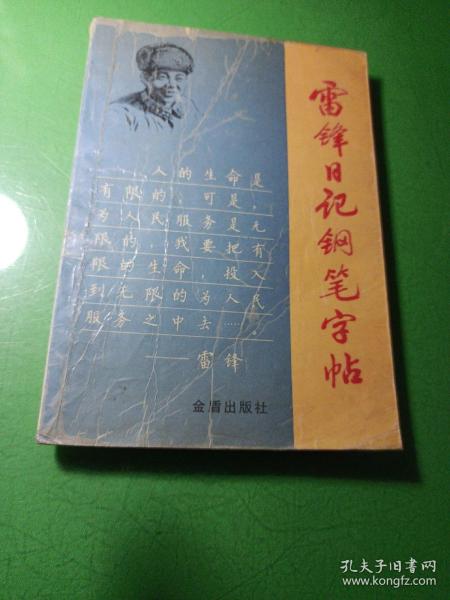 雷锋日记钢笔字帖
人的生命是
有限的,可是,
为人民服务是无
限的,我要把有
限的生命,投入
到无限的为人民
服务之中去……。
——雷锋
金盾出版社
孔夫子旧书网
www.kongfz.com